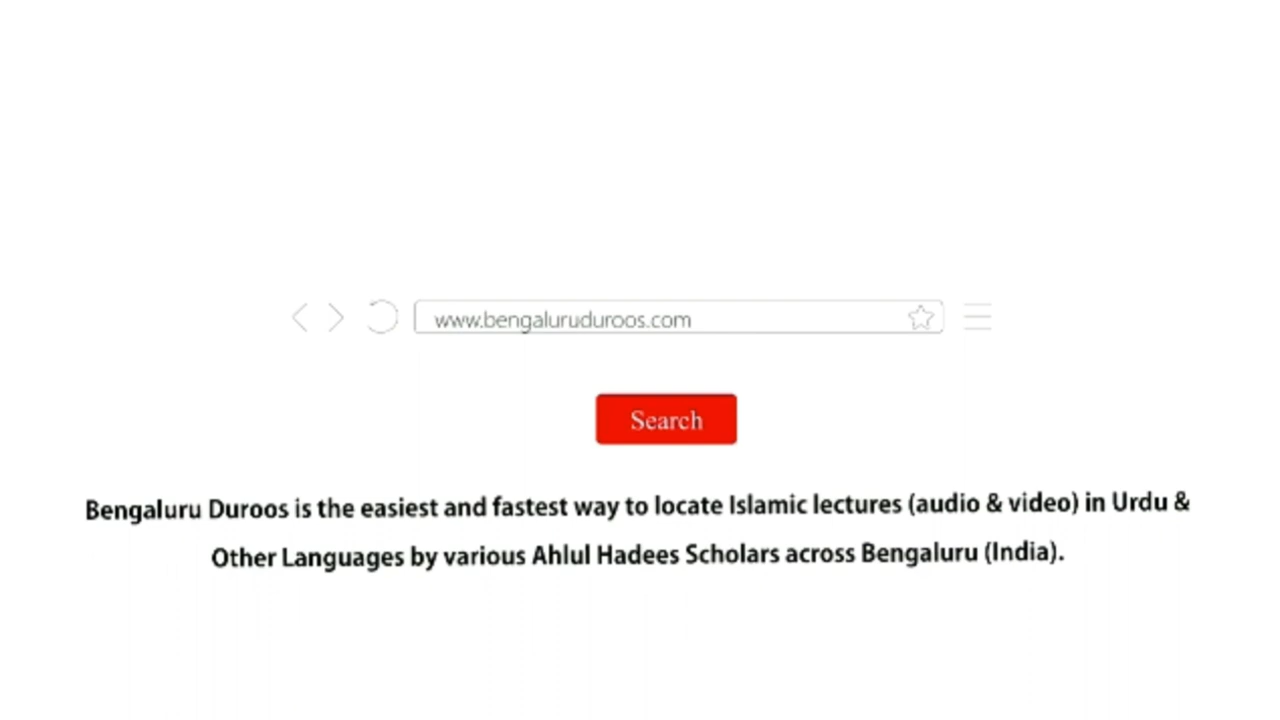 www.bengaluruduroos.com
Search
Bengaluru Duroos is the easiest and fastest way to locate Islamic lectures (audio & video) in Urdu &
Other Languages by various Ahlul Hadees Scholars across Bengaluru (India).